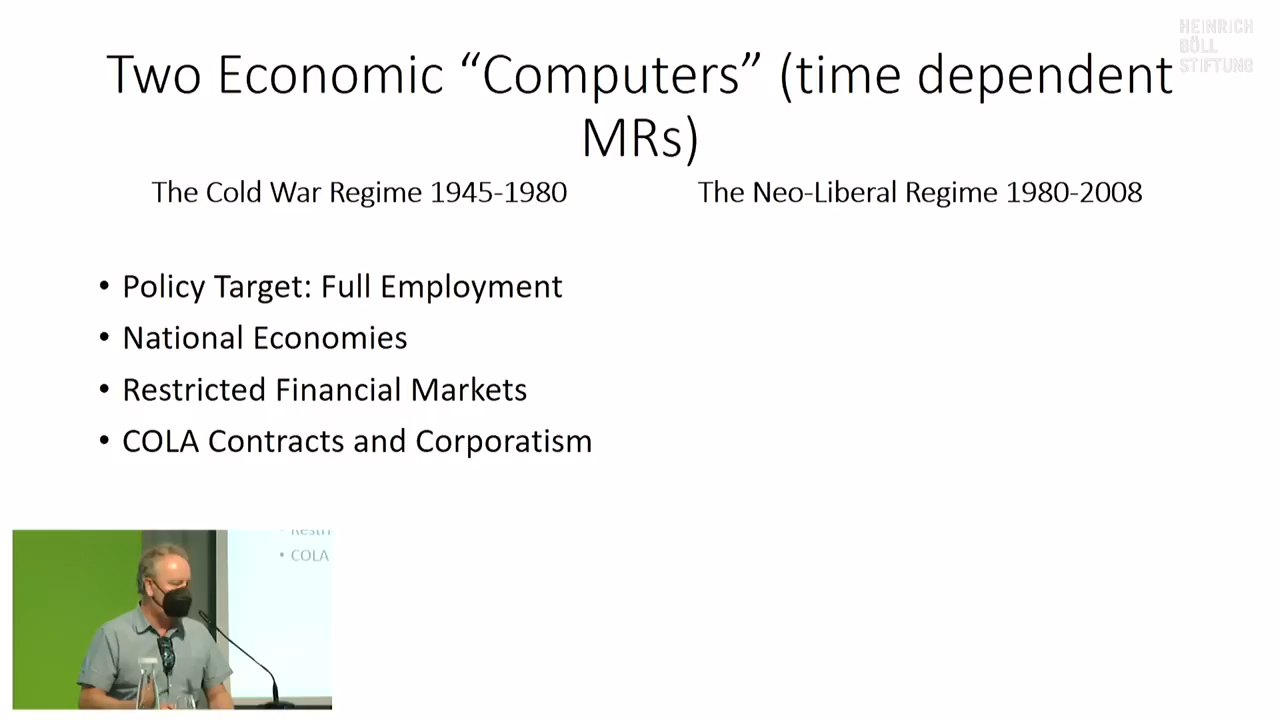 HEINRICH
BÖLL
STIFTUNG
Two Economic “Computers” (time dependent
MRs)
The Cold War Regime 1945-1980
The Neo-Liberal Regime 1980-2008
• Policy Target: Full Employment
• National Economies
• Restricted Financial Markets
• COLA Contracts and Corporatism
• COLA